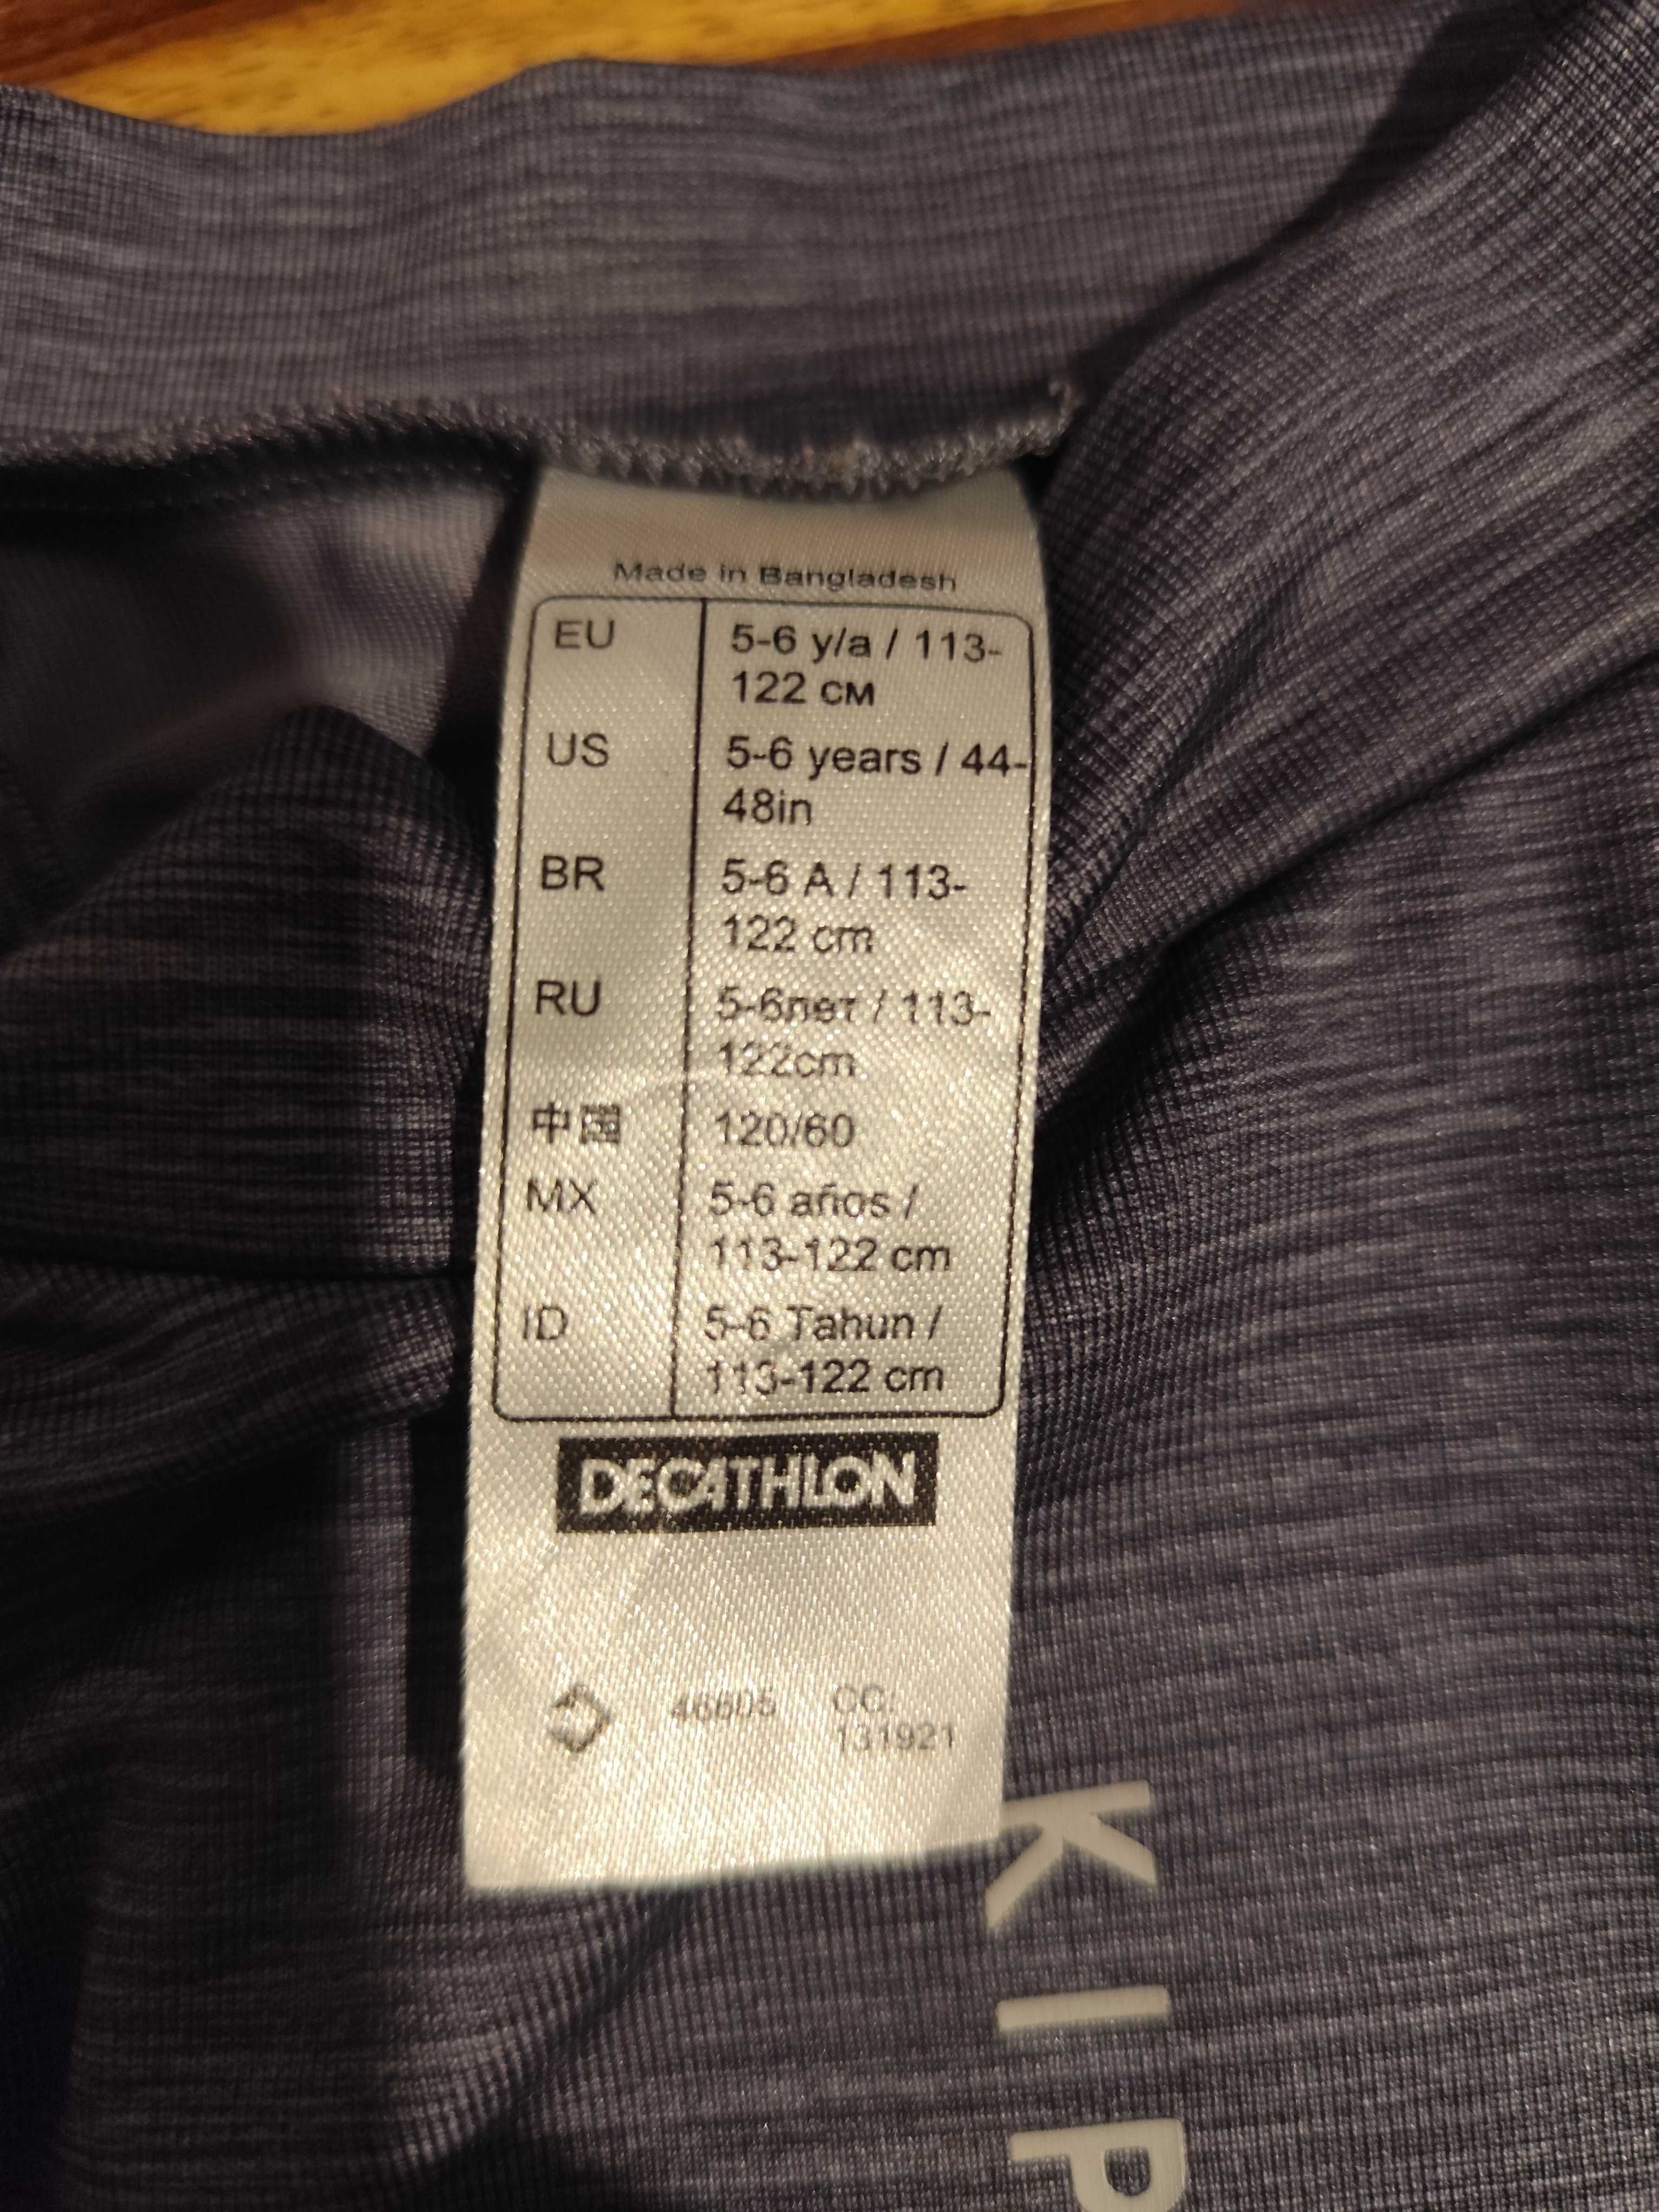 Made in Bangladesh
EU 5-6 y/a / 113-
122 см
US 5-6 years / 44-
48in
BR 5-6 A / 113-
122 cm
RU 5-6лет / 113-
122cm
中国 120/60
MX 5-6 años /
113-122 cm
ID 5-6 Tahun /
113-122 cm
DECATHLON
CC:
131921
KIP